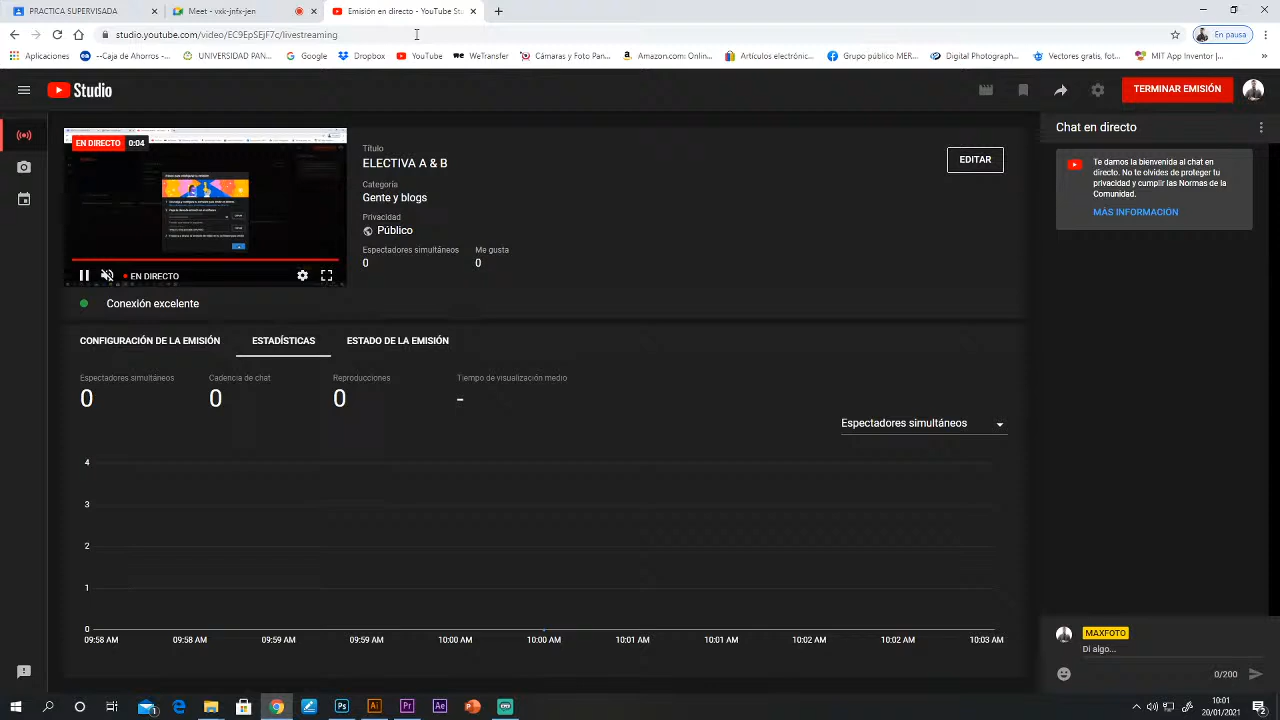 PRACTICA SUPERVISADA
Meet - vxk-jnfx-jen
Emisión en directo - YouTube Stu
studio.youtube.com/video/EC9EpSEjF7c/livestreaming
En pausa
Aplicaciones
--Caja de Ahorros -...
UNIVERSIDAD PAN...
Google
Dropbox
YouTube
WeTransfer
Cámaras y Fotogra...
Amazon.com: Onlin...
Artículos electrónic...
Grupo público MER...
Digital Photography...
Vectores gratis, fot...
MIT App Inventor |...
Studio
TERMINAR EMISIÓN
EN DIRECTO 0:04
EN DIRECTO
Título
ELECTIVA A & B
EDITAR
Categoría
Gente y blogs
Privacidad
Público
Espectadores simultáneos
Me gusta
0
0
Conexión excelente
CONFIGURACIÓN DE LA EMISIÓN
ESTADÍSTICAS
ESTADO DE LA EMISIÓN
Espectadores simultáneos
Cadencia de chat
Reproducciones
Tiempo de visualización medio
0
0
0
-
Espectadores simultáneos
4
3
2
1
0
09:58 AM
09:58 AM
09:59 AM
09:59 AM
10:00 AM
10:00 AM
10:01 AM
10:01 AM
10:02 AM
10:02 AM
10:03 AM
Chat en directo
Te damos la bienvenida al chat en
directo. No te olvides de proteger tu
privacidad y cumplir las Normas de la
Comunidad.
MÁS INFORMACIÓN
MAXFOTO
Di algo...
0/200
Ps
Ai
Pr
Ae
10:01
20/01/2021